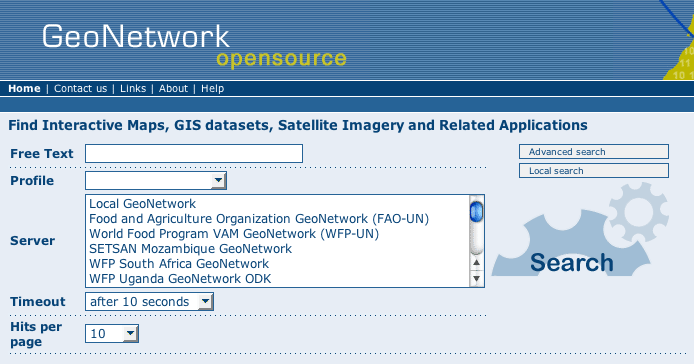 GeoNetwork
opensource
Home | Contact us | Links | About | Help
Find Interactive Maps, GIS datasets, Satellite Imagery and Related Applications
Free Text
Advanced search
Local search
Profile
Server
Local GeoNetwork
Food and Agriculture Organization GeoNetwork (FAO-UN)
World Food Program VAM GeoNetwork (WFP-UN)
SETSAN Mozambique GeoNetwork
WFP South Africa GeoNetwork
WFP Uganda GeoNetwork ODK
Search
Timeout
after 10 seconds
Hits per
page
10